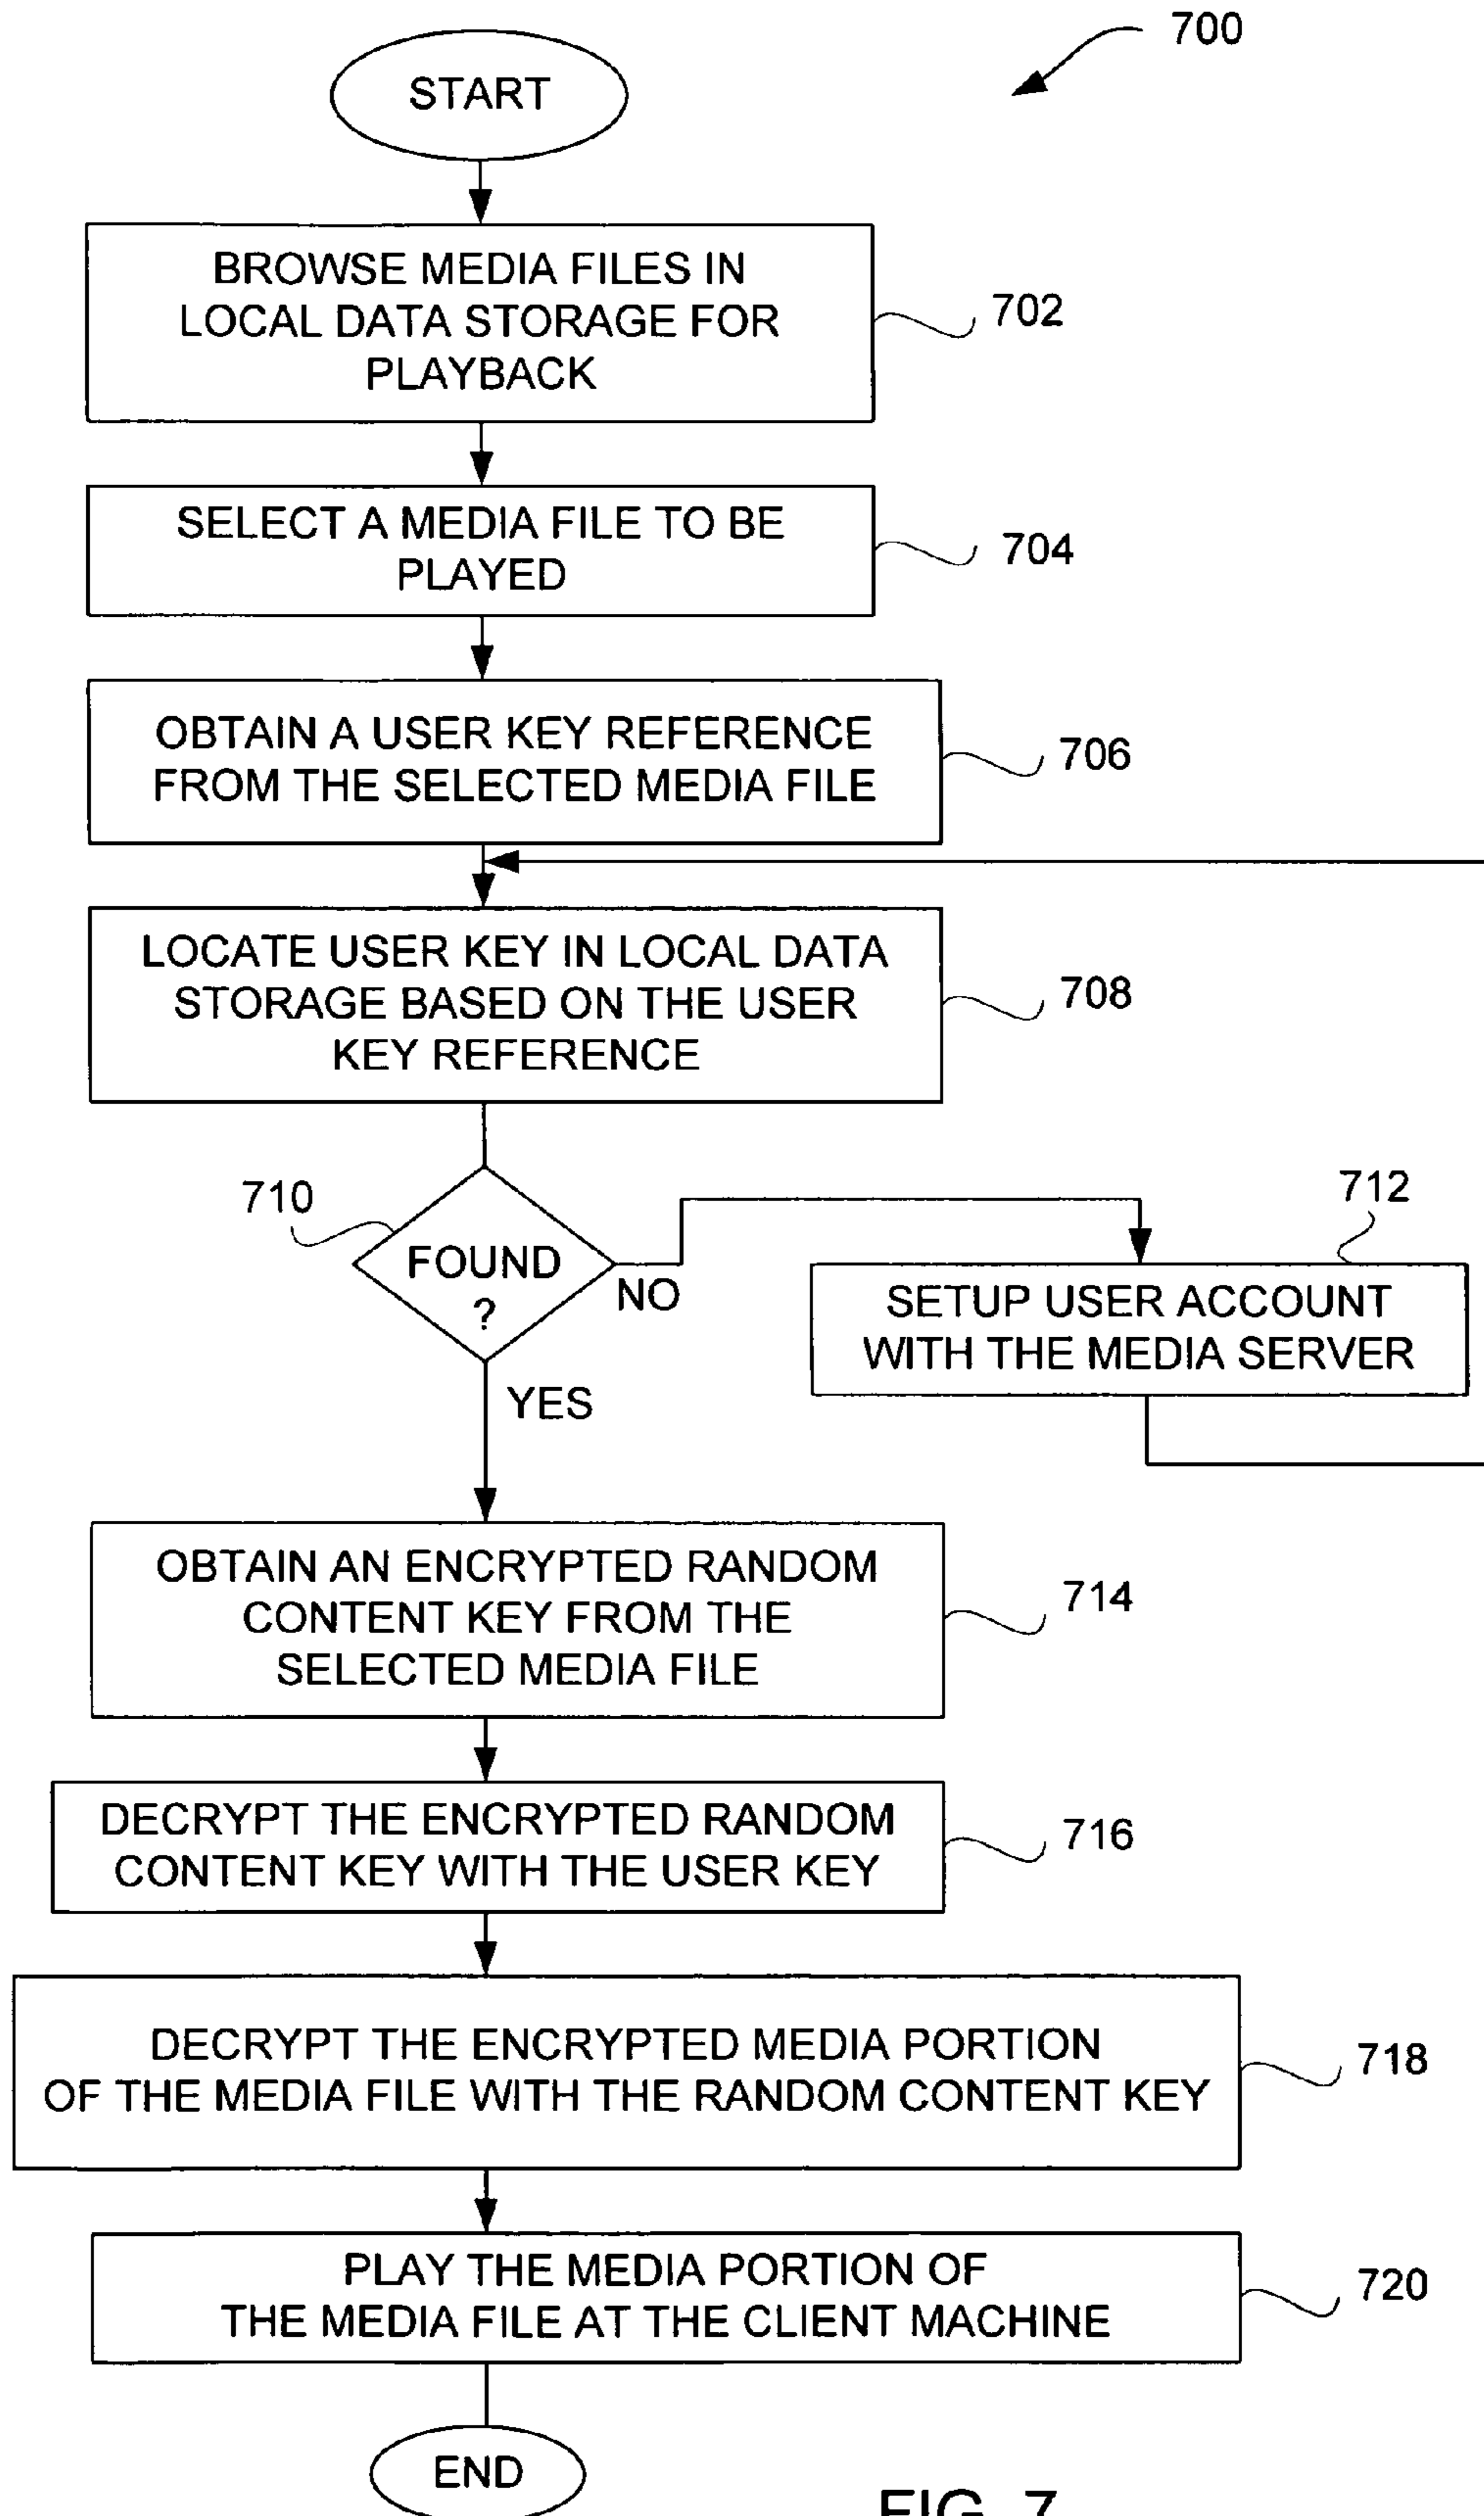 700
START
BROWSE MEDIA FILES IN
LOCAL DATA STORAGE FOR
PLAYBACK
702
SELECT A MEDIA FILE TO BE
PLAYED
704
OBTAIN A USER KEY REFERENCE
FROM THE SELECTED MEDIA FILE
706
LOCATE USER KEY IN LOCAL DATA
STORAGE BASED ON THE USER
KEY REFERENCE
708
710
FOUND
?
NO
YES
712
SETUP USER ACCOUNT
WITH THE MEDIA SERVER
OBTAIN AN ENCRYPTED RANDOM
CONTENT KEY FROM THE
SELECTED MEDIA FILE
714
DECRYPT THE ENCRYPTED RANDOM
CONTENT KEY WITH THE USER KEY
716
DECRYPT THE ENCRYPTED MEDIA PORTION
OF THE MEDIA FILE WITH THE RANDOM CONTENT KEY
718
PLAY THE MEDIA PORTION OF
THE MEDIA FILE AT THE CLIENT MACHINE
720
END
FIG. 7